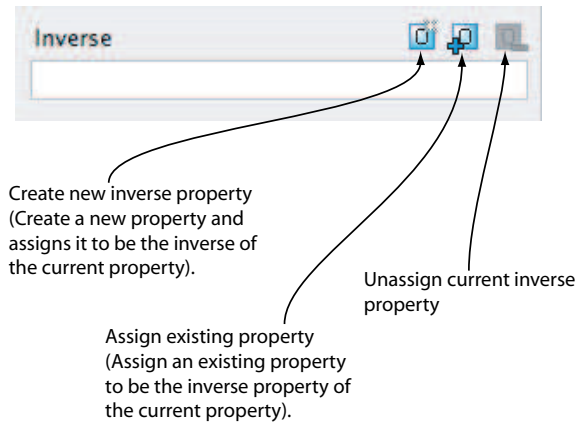 Inverse
Create new inverse property
(Create a new property and
assigns it to be the inverse of
the current property).
Unassign current inverse
property
Assign existing property
(Assign an existing property
to be the inverse property of
the current property).